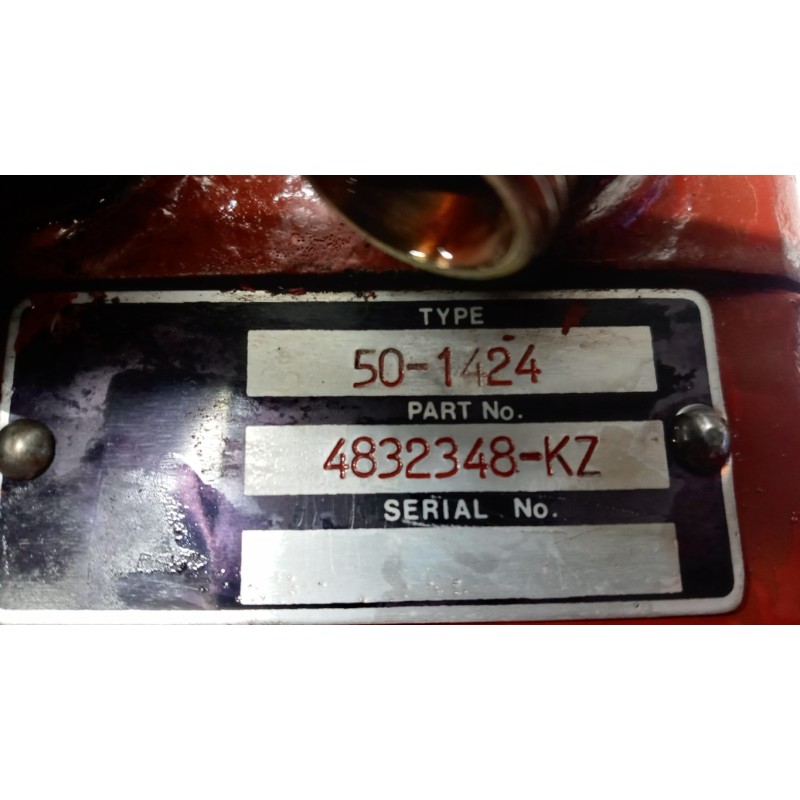 TYPE
50-1424
PART No.
4832348-KZ
SERIAL No.